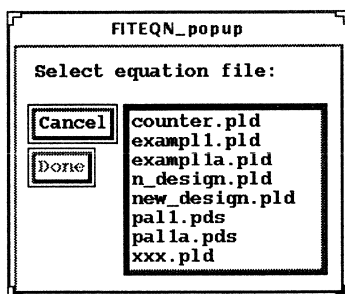 FITEQN_popup
Select equation file:
Cancel
Done
counter.pld
exampl1.pld
exampl1a.pld
n_design.pld
new_design.pld
pal1.pds
pal1a.pds
xxx.pld